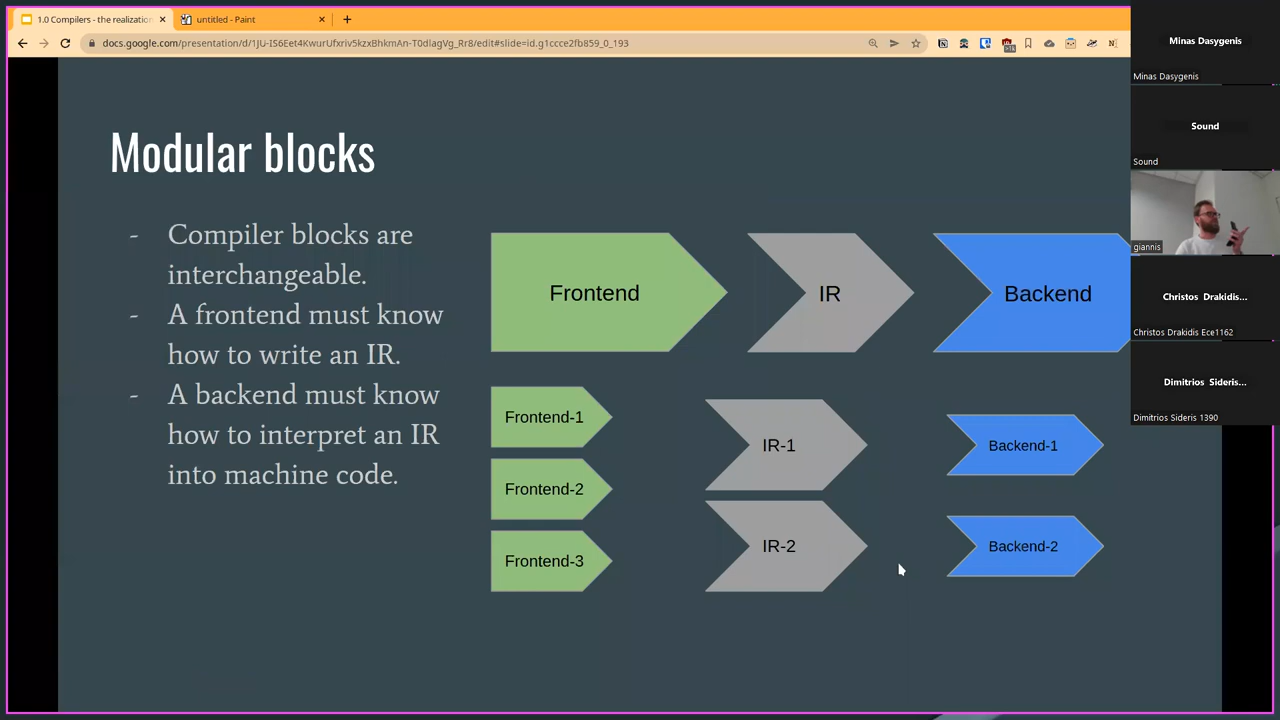 1.0 Compilers - the realization
untitled - Paint
docs.google.com/presentation/d/1JU-IS6Eet4KwurUfxriv5kzxBhkmAn-T0dlagVg_Rr8/edit#slide=id.g1ccce2fb859_0_193
Modular blocks
- Compiler blocks are
interchangeable.
- A frontend must know
how to write an IR.
- A backend must know
how to interpret an IR
into machine code.
Frontend
IR
Backend
Frontend-1
Frontend-2
Frontend-3
IR-1
IR-2
Backend-1
Backend-2
Minas Dasygenis
Minas Dasygenis
Sound
Sound
giannis
Christos Drakidis...
Christos Drakidis Ece1162
Dimitrios Sideris...
Dimitrios Sideris 1390